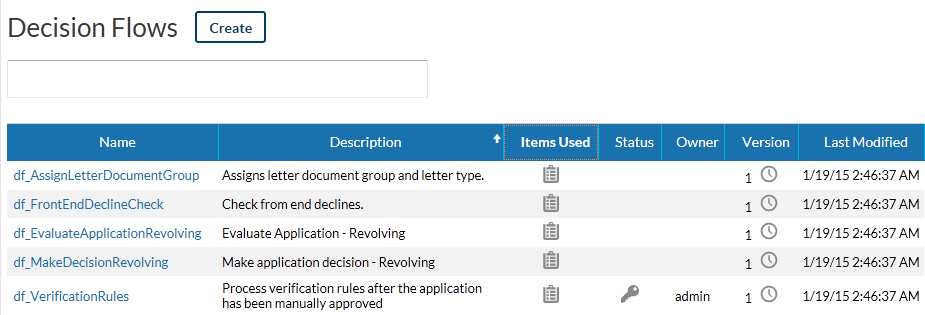 Decision Flows Create
Name Description Items Used Status Owner Version Last Modified
df_AssignLetterDocumentGroup Assigns letter document group and letter type. 1 1/19/15 2:46:37 AM
df_FrontEndDeclineCheck Check from end declines. 1 1/19/15 2:46:37 AM
df_EvaluateApplicationRevolving Evaluate Application - Revolving 1 1/19/15 2:46:37 AM
df_MakeDecisionRevolving Make application decision - Revolving 1 1/19/15 2:46:37 AM
df_VerificationRules Process verification rules after the application has been manually approved admin 1 1/19/15 2:46:37 AM